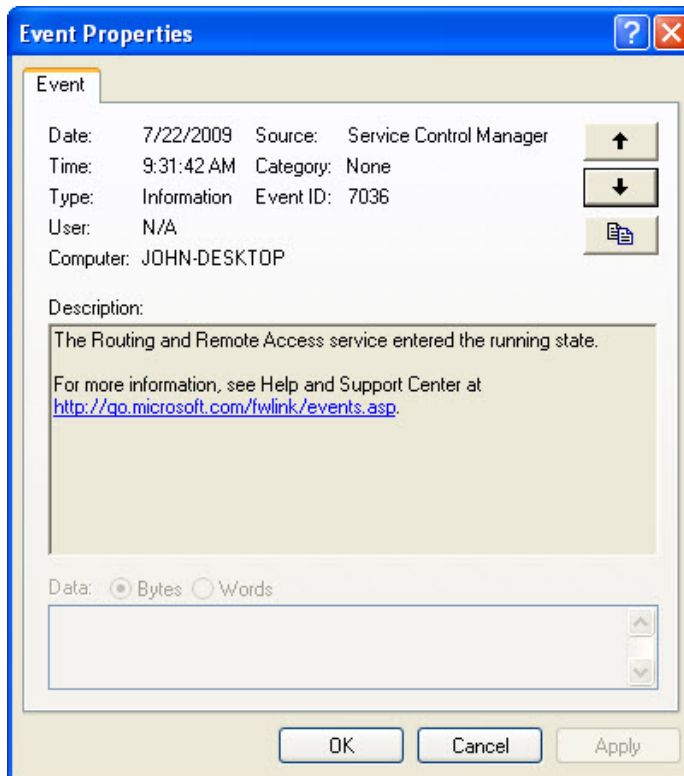 Event Properties
Event
Date: 7/22/2009 Source: Service Control Manager
Time: 9:31:42 AM Category: None
Type: Information Event ID: 7036
User: N/A
Computer: JOHN-DESKTOP
Description:
The Routing and Remote Access service entered the running state.
For more information, see Help and Support Center at
http://go.microsoft.com/fwlink/events.asp.
Data: Bytes Words
OK Cancel Apply